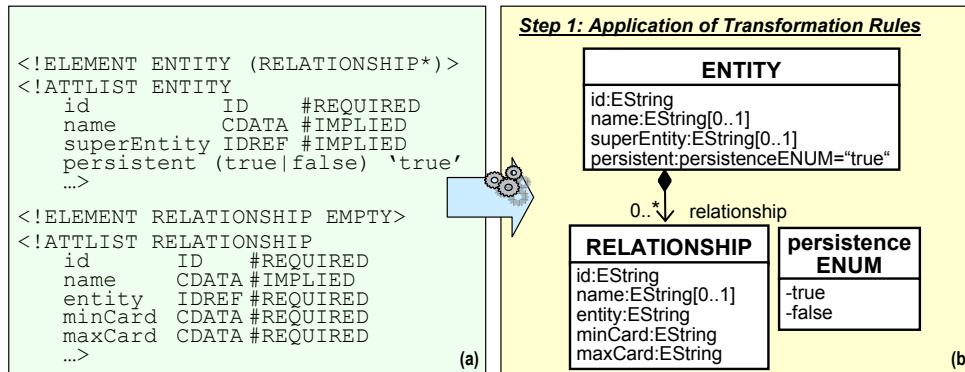 <!ELEMENT ENTITY (RELATIONSHIP*)>
<!ATTLIST ENTITY
id ID #REQUIRED
name CDATA #IMPLIED
superEntity IDREF #IMPLIED
persistent (true|false) ‘true’
…>
<!ELEMENT RELATIONSHIP EMPTY>
<!ATTLIST RELATIONSHIP
id ID #REQUIRED
name CDATA #IMPLIED
entity IDREF #REQUIRED
minCard CDATA #REQUIRED
maxCard CDATA #REQUIRED
…>
(a)
Step 1: Application of Transformation Rules
ENTITY
id:EString
name:EString[0..1]
superEntity:EString[0..1]
persistent:persistenceENUM=“true“
0..* relationship
RELATIONSHIP
id:EString
name:EString[0..1]
entity:EString
minCard:EString
maxCard:EString
persistence
ENUM
-true
-false
(b